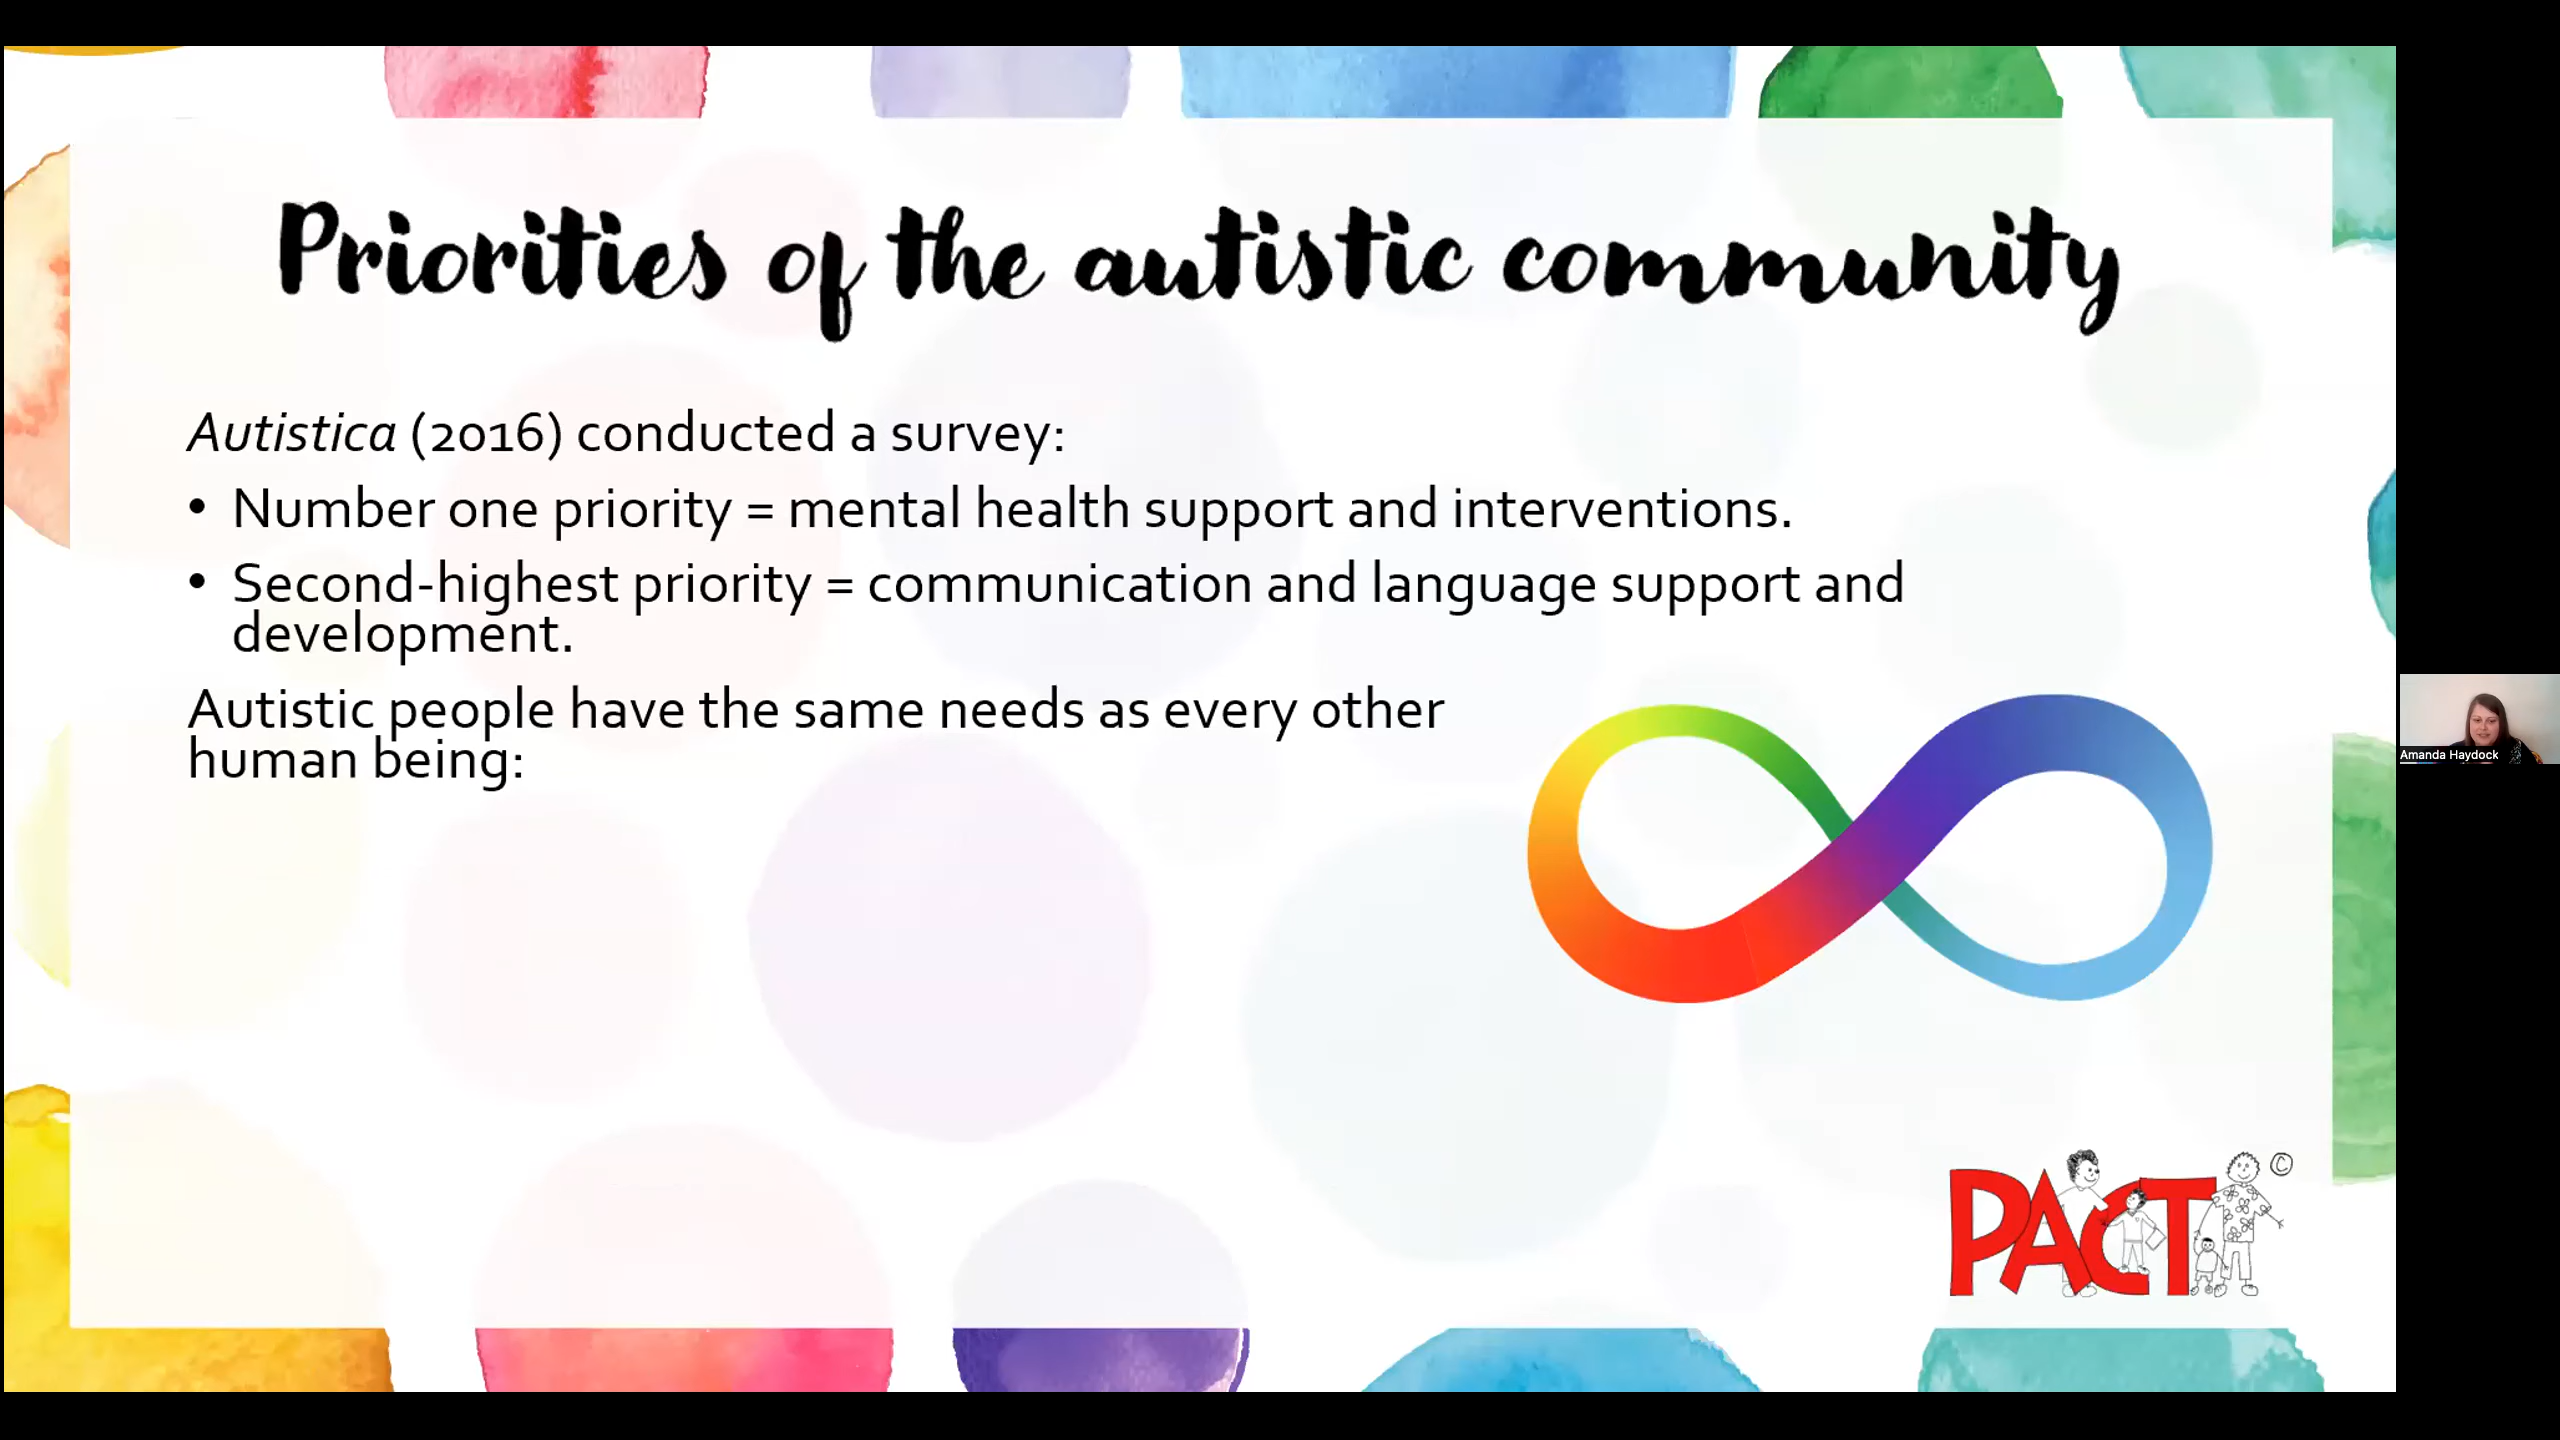 Priorities of the autistic community
Autistica (2016) conducted a survey:
• Number one priority = mental health support and interventions.
• Second-highest priority = communication and language support and
development.
Autistic people have the same needs as every other
human being:
Amanda Haydock
PACT ©